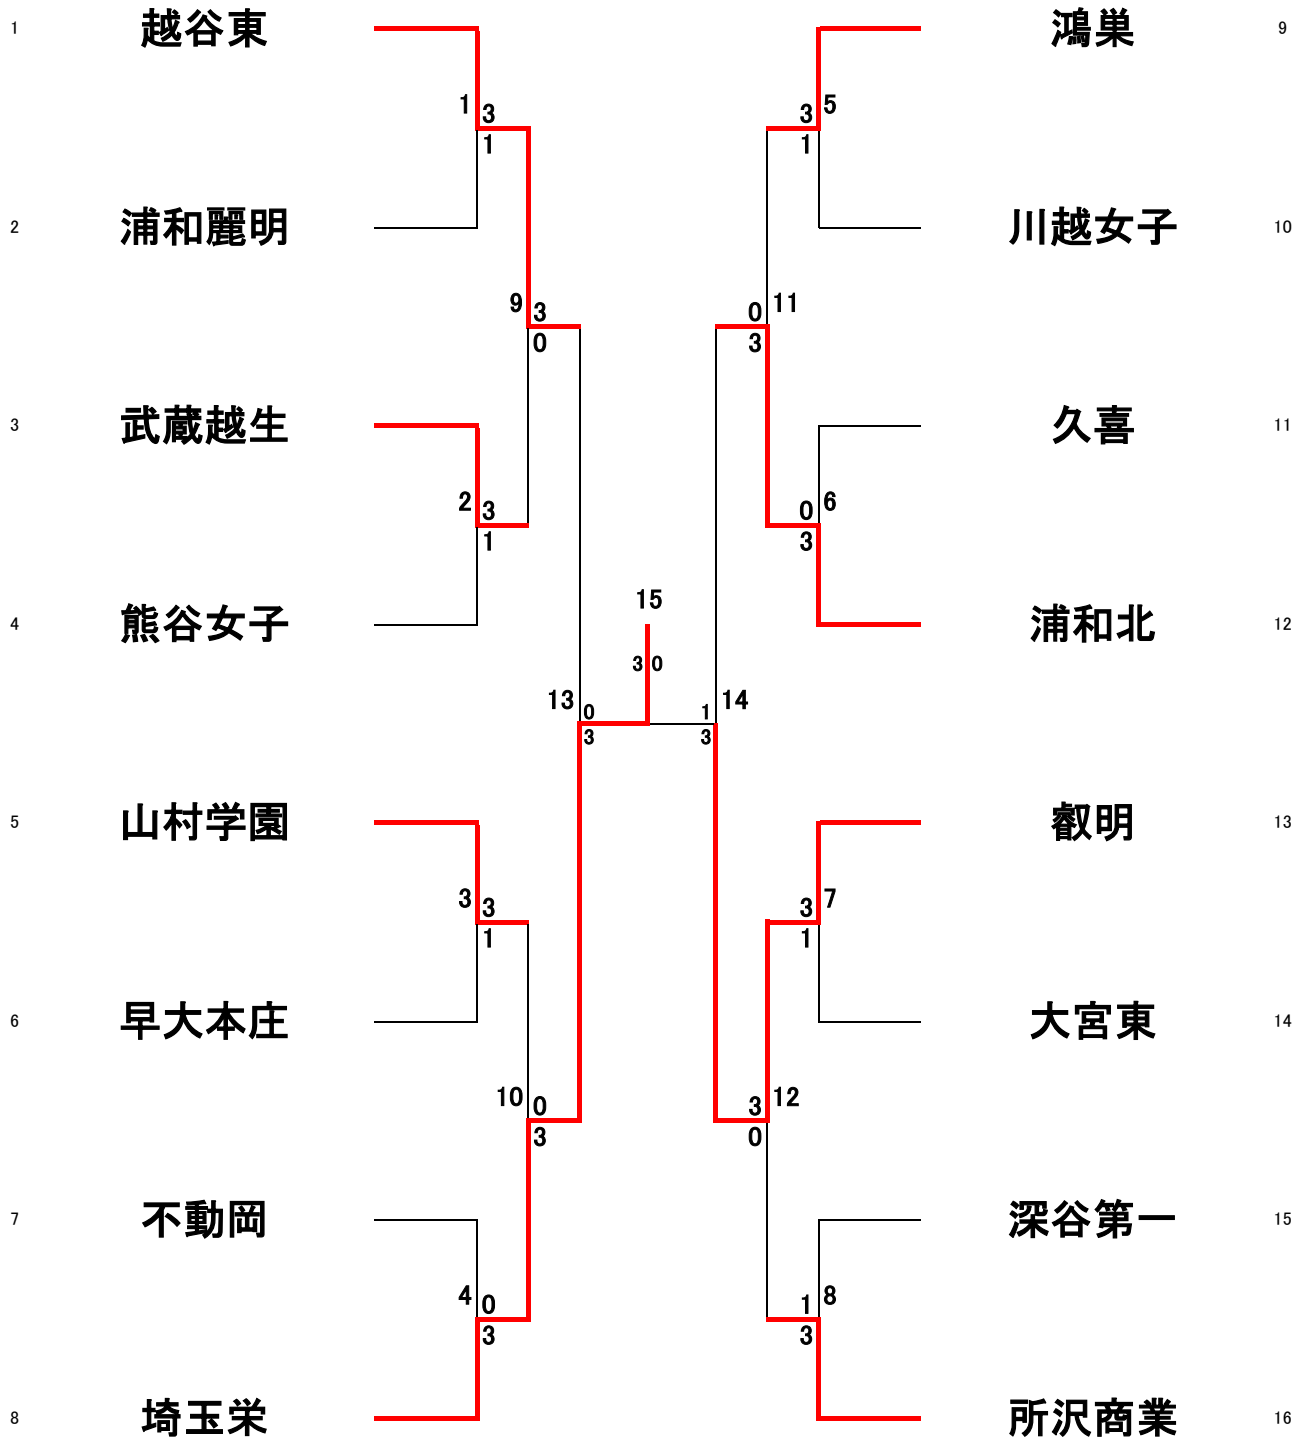 1 越谷東 鴻巣 9
1 3 3 5
1 1
2 浦和麗明 川越女子 10
9 3 0 11
0 3
3 武蔵越生 久喜 11
2 3 0 6
1 3
4 熊谷女子 15 浦和北 12
3 0
13 0 1 14
3 3
5 山村学園 叡明 13
3 3 3 7
1 1
6 早大本庄 大宮東 14
10 0 3 12
3 0
7 不動岡 深谷第一 15
4 0 1 8
3 3
8 埼玉栄 所沢商業 16